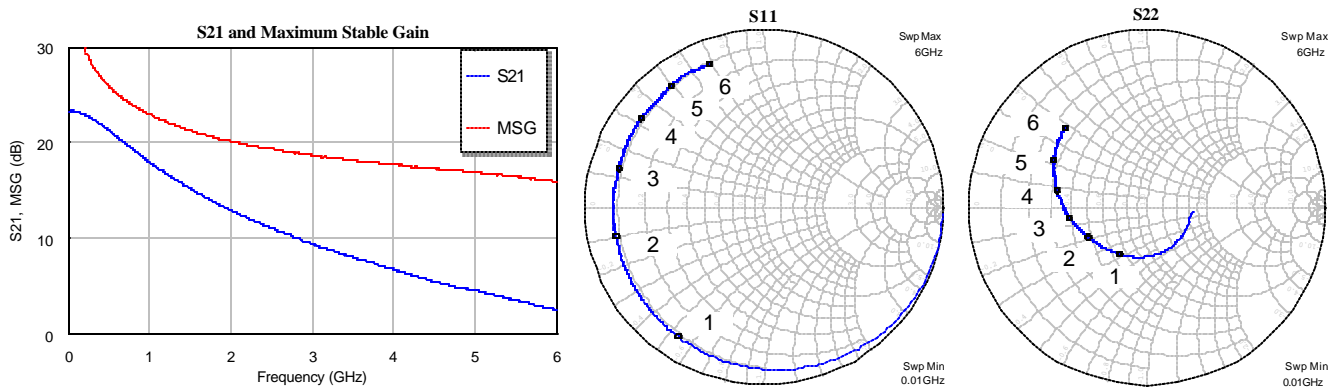 S21 and Maximum Stable Gain
S21, MSG (dB)
30
20
10
0
0 1 2 3 4 5 6
Frequency (GHz)
S21
MSG
S11
Swp Max
6GHz
6
5
4
3
2
1
Swp Min
0.01GHz
S22
Swp Max
6GHz
6
5
4
3
2
1
Swp Min
0.01GHz